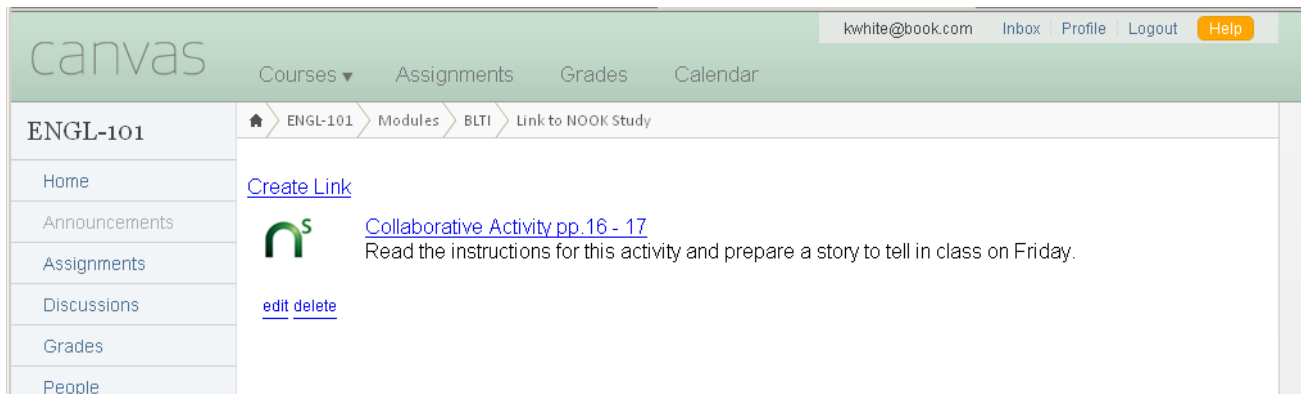 canvas
kwhite@book.com Inbox Profile Logout Help
Courses ▾ Assignments Grades Calendar
ENGL-101
ENGL-101 Modules BLTI Link to NOOK Study
Home
Announcements
Assignments
Discussions
Grades
People
Create Link
nS
Collaborative Activity pp.16 - 17
Read the instructions for this activity and prepare a story to tell in class on Friday.
edit delete